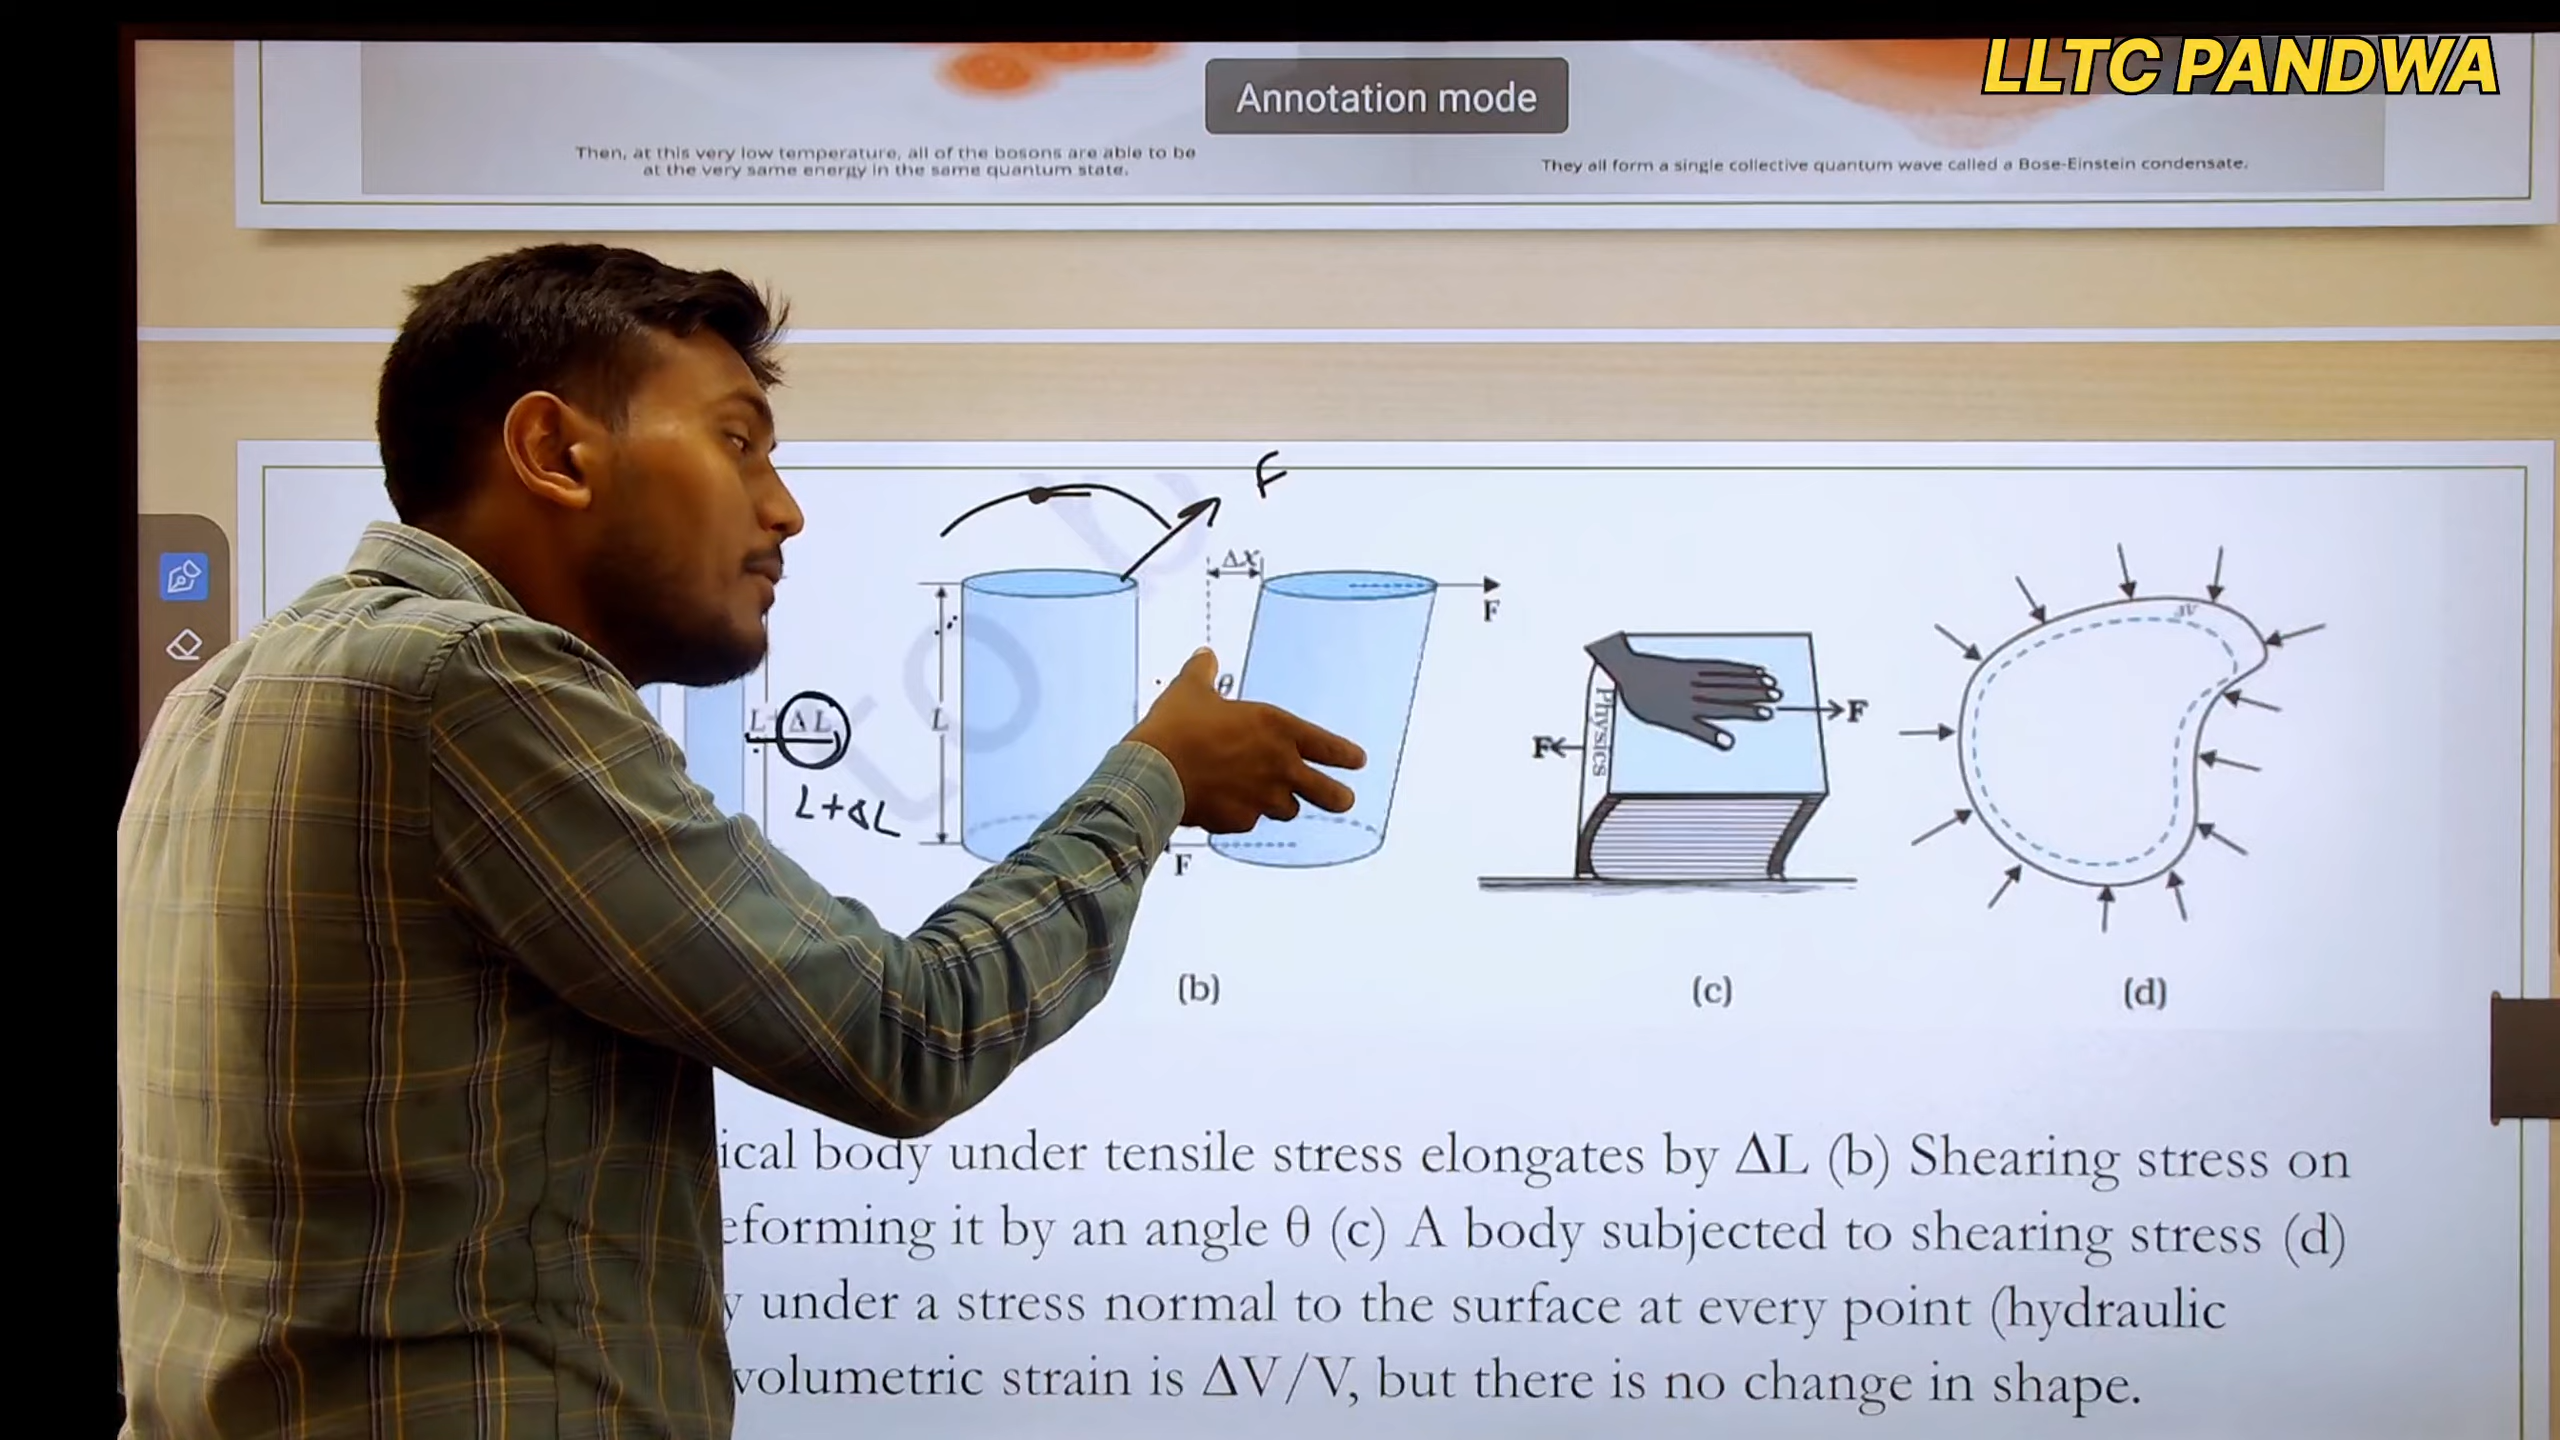 LLTC PANDWA
Annotation mode
Then, at this very low temperature, all of the bosons are able to be
at the very same energy in the same quantum state.
They all form a single collective quantum wave called a Bose-Einstein condensate.
F
ΔX
F
ΔV
θ
L+ΔL
L
L+ΔL
F
Physics
F
F
(b)
(c)
(d)
ical body under tensile stress elongates by ΔL (b) Shearing stress on
eforming it by an angle θ (c) A body subjected to shearing stress (d)
y under a stress normal to the surface at every point (hydraulic
volumetric strain is ΔV/V, but there is no change in shape.